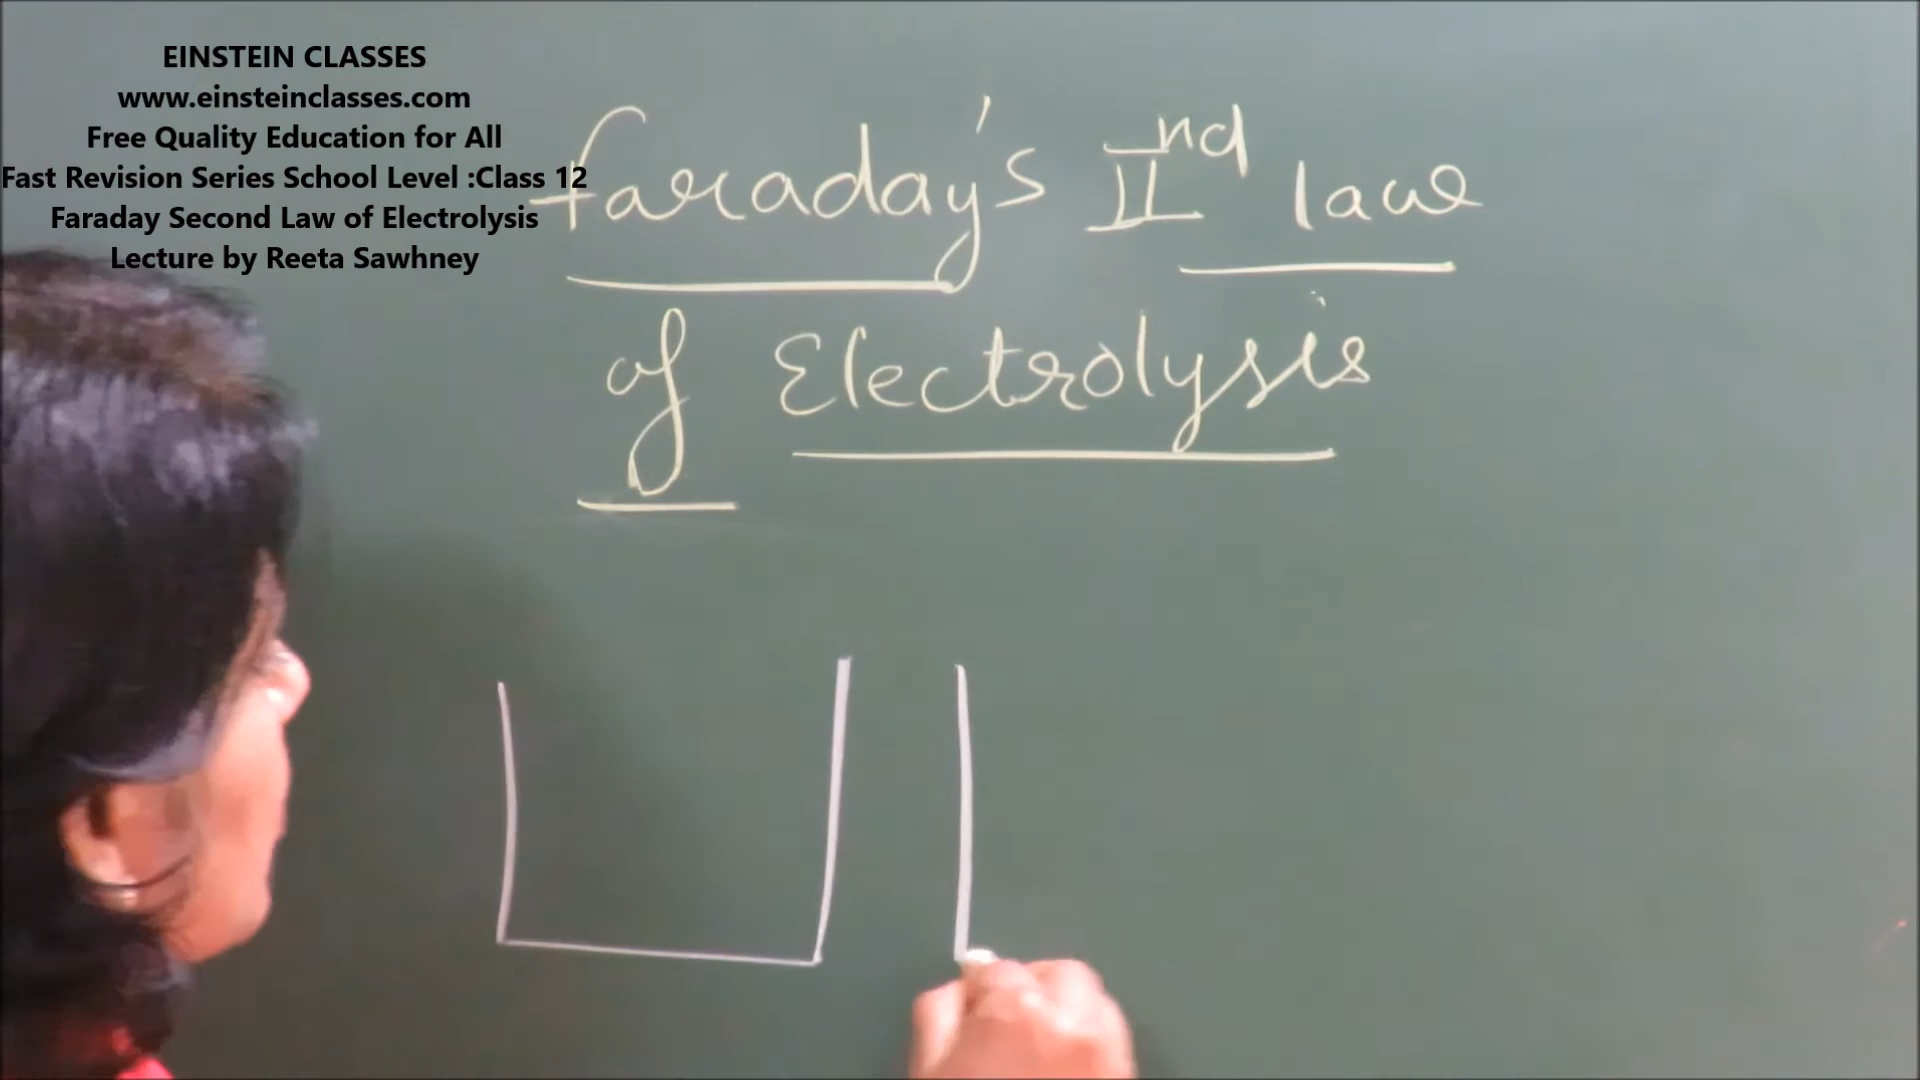 EINSTEIN CLASSES
www.einsteinclasses.com
Free Quality Education for All
Fast Revision Series School Level :Class 12
Faraday Second Law of Electrolysis
Lecture by Reeta Sawhney
Faraday's IInd law
of Electrolysis